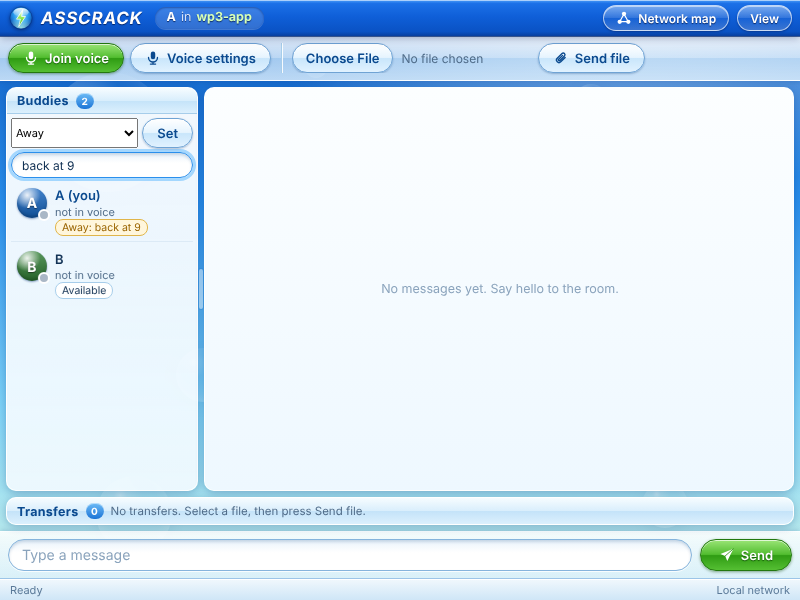 ASSCRACK
A in wp3-app
Network map
View
Join voice
Voice settings
Choose File
No file chosen
Send file
Buddies 2
Away
Set
back at 9
A
A (you)
not in voice
Away: back at 9
B
B
not in voice
Available
No messages yet. Say hello to the room.
Transfers 0 No transfers. Select a file, then press Send file.
Type a message
Send
Ready
Local network